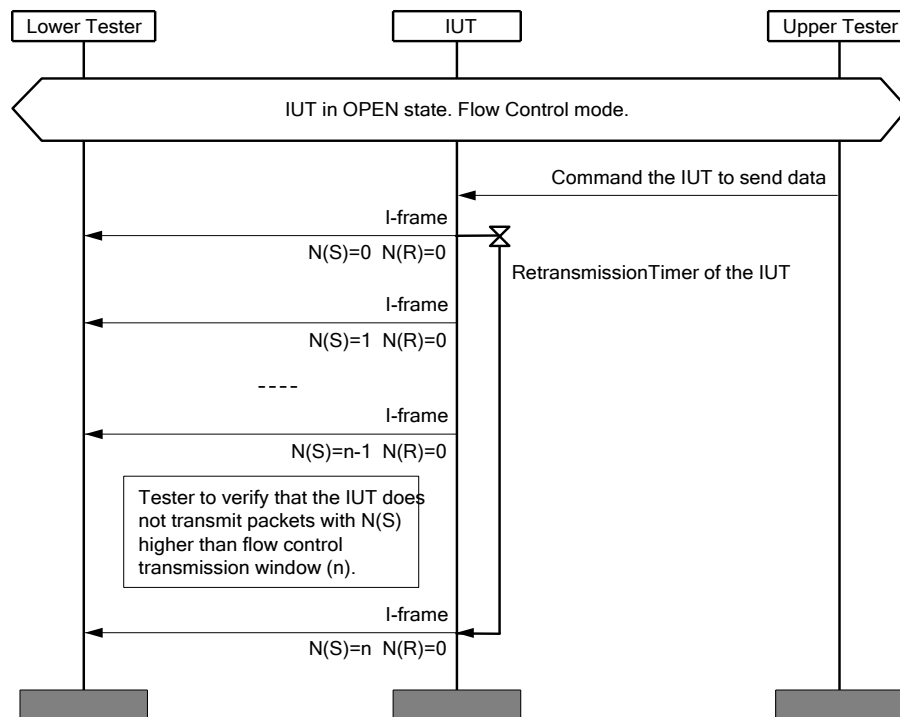 Lower Tester
IUT
Upper Tester
IUT in OPEN state. Flow Control mode.
Command the IUT to send data
I-frame
N(S)=0 N(R)=0
RetransmissionTimer of the IUT
I-frame
N(S)=1 N(R)=0
----
I-frame
N(S)=n-1 N(R)=0
Tester to verify that the IUT does
not transmit packets with N(S)
higher than flow control
transmission window (n).
I-frame
N(S)=n N(R)=0